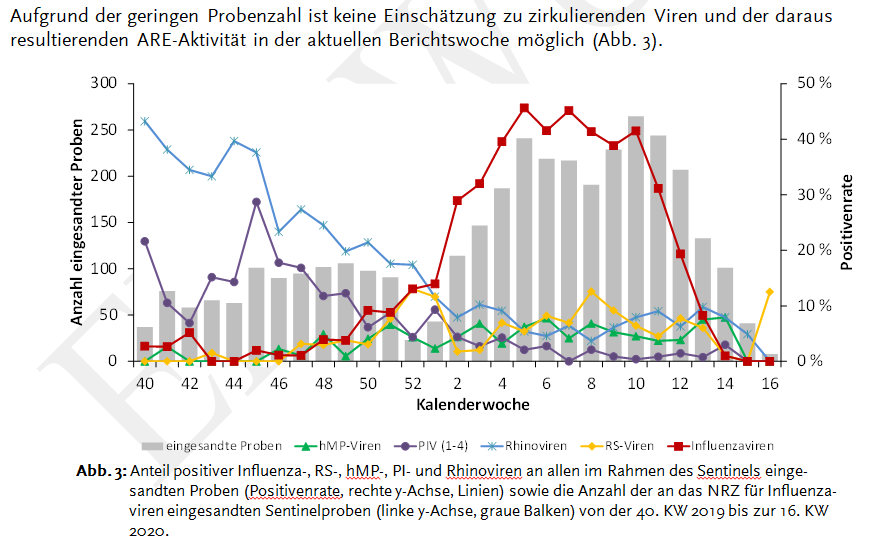 Aufgrund der geringen Probenzahl ist keine Einschätzung zu zirkulierenden Viren und der daraus
resultierenden ARE-Aktivität in der aktuellen Berichtswoche möglich (Abb. 3).
300
250
200
150
100
50
0
Anzahl eingesandter Proben
50 %
40 %
30 %
20 %
10 %
0 %
Positivenrate
40 42 44 46 48 50 52 2 4 6 8 10 12 14 16
Kalenderwoche
eingesandte Proben hMP-Viren PIV (1-4) Rhinoviren RS-Viren Influenzaviren
Abb. 3: Anteil positiver Influenza-, RS-, hMP-, PI- und Rhinoviren an allen im Rahmen des Sentinels einge-
sandten Proben (Positivenrate, rechte y-Achse, Linien) sowie die Anzahl der an das NRZ für Influenza-
viren eingesandten Sentinelproben (linke y-Achse, graue Balken) von der 40. KW 2019 bis zur 16. KW
2020.